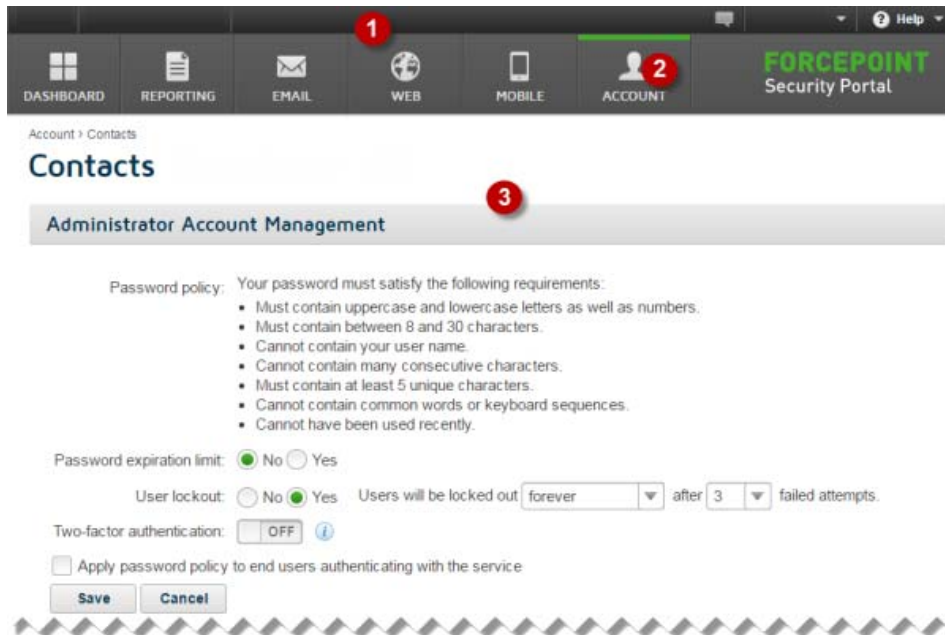 1
Help
DASHBOARD REPORTING EMAIL WEB MOBILE ACCOUNT 2
FORCEPOINT
Security Portal
Account › Contacts
Contacts
3
Administrator Account Management
Password policy: Your password must satisfy the following requirements:
• Must contain uppercase and lowercase letters as well as numbers.
• Must contain between 8 and 30 characters.
• Cannot contain your user name.
• Cannot contain many consecutive characters.
• Must contain at least 5 unique characters.
• Cannot contain common words or keyboard sequences.
• Cannot have been used recently.
Password expiration limit: No Yes
User lockout: No Yes Users will be locked out forever after 3 failed attempts.
Two-factor authentication: OFF i
Apply password policy to end users authenticating with the service
Save Cancel